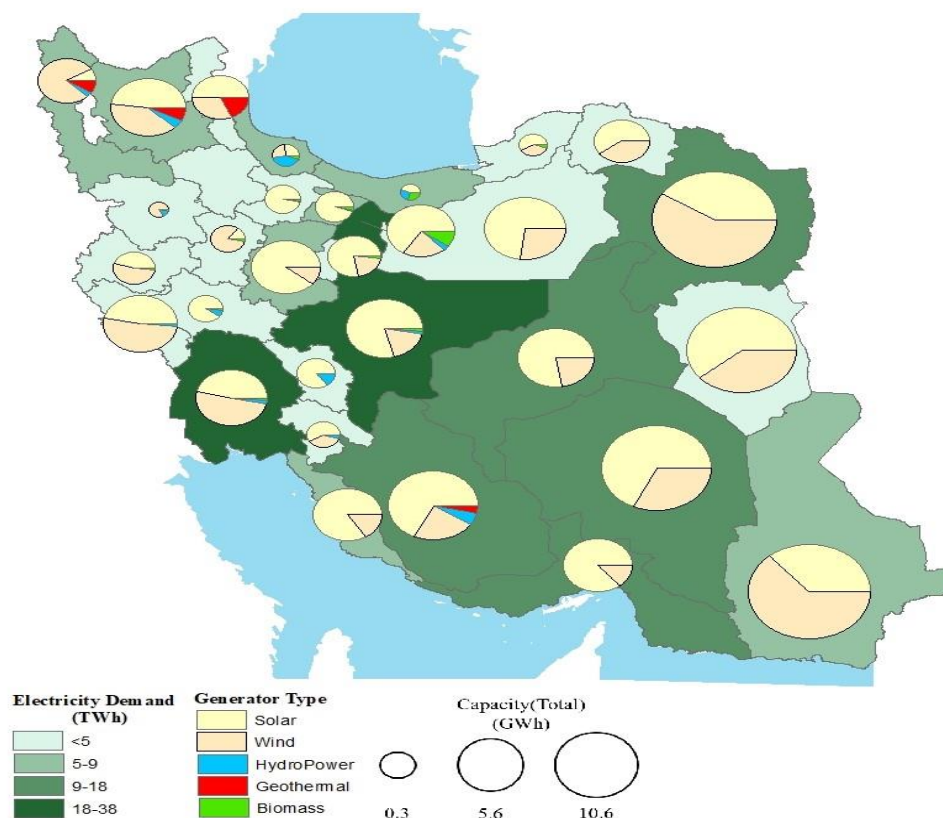 Electricity Demand
(TWh)
<5
5-9
9-18
18-38
Generator Type
Solar
Wind
HydroPower
Geothermal
Biomass
Capacity(Total)
(GWh)
0.3 5.6 10.6